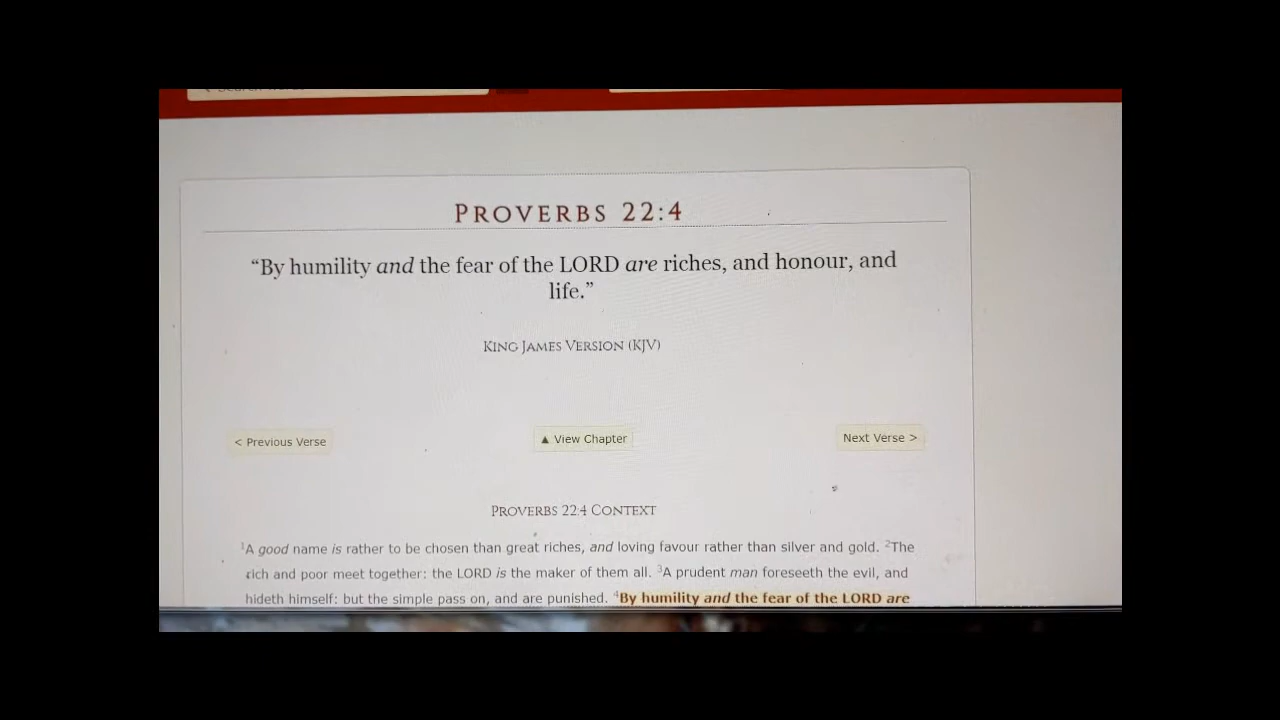 PROVERBS 22:4
“By humility and the fear of the LORD are riches, and honour, and
life.”
KING JAMES VERSION (KJV)
< Previous Verse
▲ View Chapter
Next Verse >
PROVERBS 22:4 CONTEXT
¹A good name is rather to be chosen than great riches, and loving favour rather than silver and gold. ²The
rich and poor meet together: the LORD is the maker of them all. ³A prudent man foreseeth the evil, and
hideth himself: but the simple pass on, and are punished. ⁴By humility and the fear of the LORD are